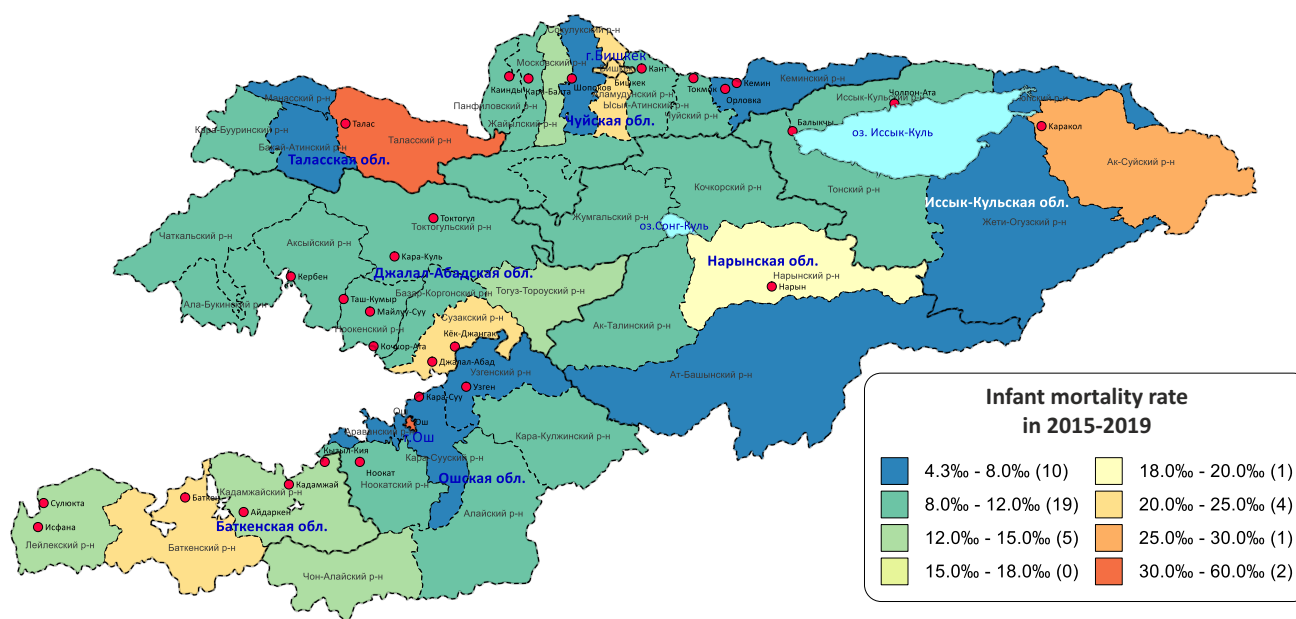 Сокулукский р-н
г.Бишкек
Московский р-н
Бишкек
Кант
Бишкек
Каинды
Кара-Балта
Шопоков
Аламудунский р-н
Токмак
Кемин
Кеминский р-н
Орловка
Панфиловский р-н
Ысык-Атинский р-н
Чуйский р-н
Жайылский р-н
Чуйская обл.
Иссык-Кульский р-н
Чолпон-Ата
Балыкчы
оз. Иссык-Куль
Каракол
Ак-Суйский р-н
Манасский р-н
Кара-Бууринский р-н
Талас
Таласский р-н
Бакай-Атинский р-н
Таласская обл.
Кочкорский р-н
Тонский р-н
Иссык-Кульская обл.
Жети-Огузский р-н
Токтогул
Токтогульский р-н
Жумгальский р-н
оз.Сонг-Куль
Чаткальский р-н
Аксыйский р-н
Кара-Куль
Джалал-Абадская обл.
Нарынская обл.
Нарынский р-н
Нарын
Кербен
Ала-Букинский р-н
Таш-Кумыр
Базар-Коргонский р-н
Тогуз-Тороуский р-н
Майлуу-Суу
Ноокенский р-н
Сузакский р-н
Ак-Талинский р-н
Кочкор-Ата
Кёк-Джангак
Джалал-Абад
Узгенский р-н
Узген
Ат-Башынский р-н
Кара-Суу
Ош
Ош
Араванский р-н
г.Ош
Кара-Кулжинский р-н
Кызыл-Кия
Ноокат
Кара-Сууский р-н
Ноокатский р-н
Ошская обл.
Алайский р-н
Кадамжай
Кадамжайский р-н
Баткен
Айдаркен
Баткенская обл.
Сулюкта
Исфана
Лейлекский р-н
Баткенский р-н
Чон-Алайский р-н
Infant mortality rate
in 2015-2019
4.3‰ - 8.0‰ (10)
8.0‰ - 12.0‰ (19)
12.0‰ - 15.0‰ (5)
15.0‰ - 18.0‰ (0)
18.0‰ - 20.0‰ (1)
20.0‰ - 25.0‰ (4)
25.0‰ - 30.0‰ (1)
30.0‰ - 60.0‰ (2)